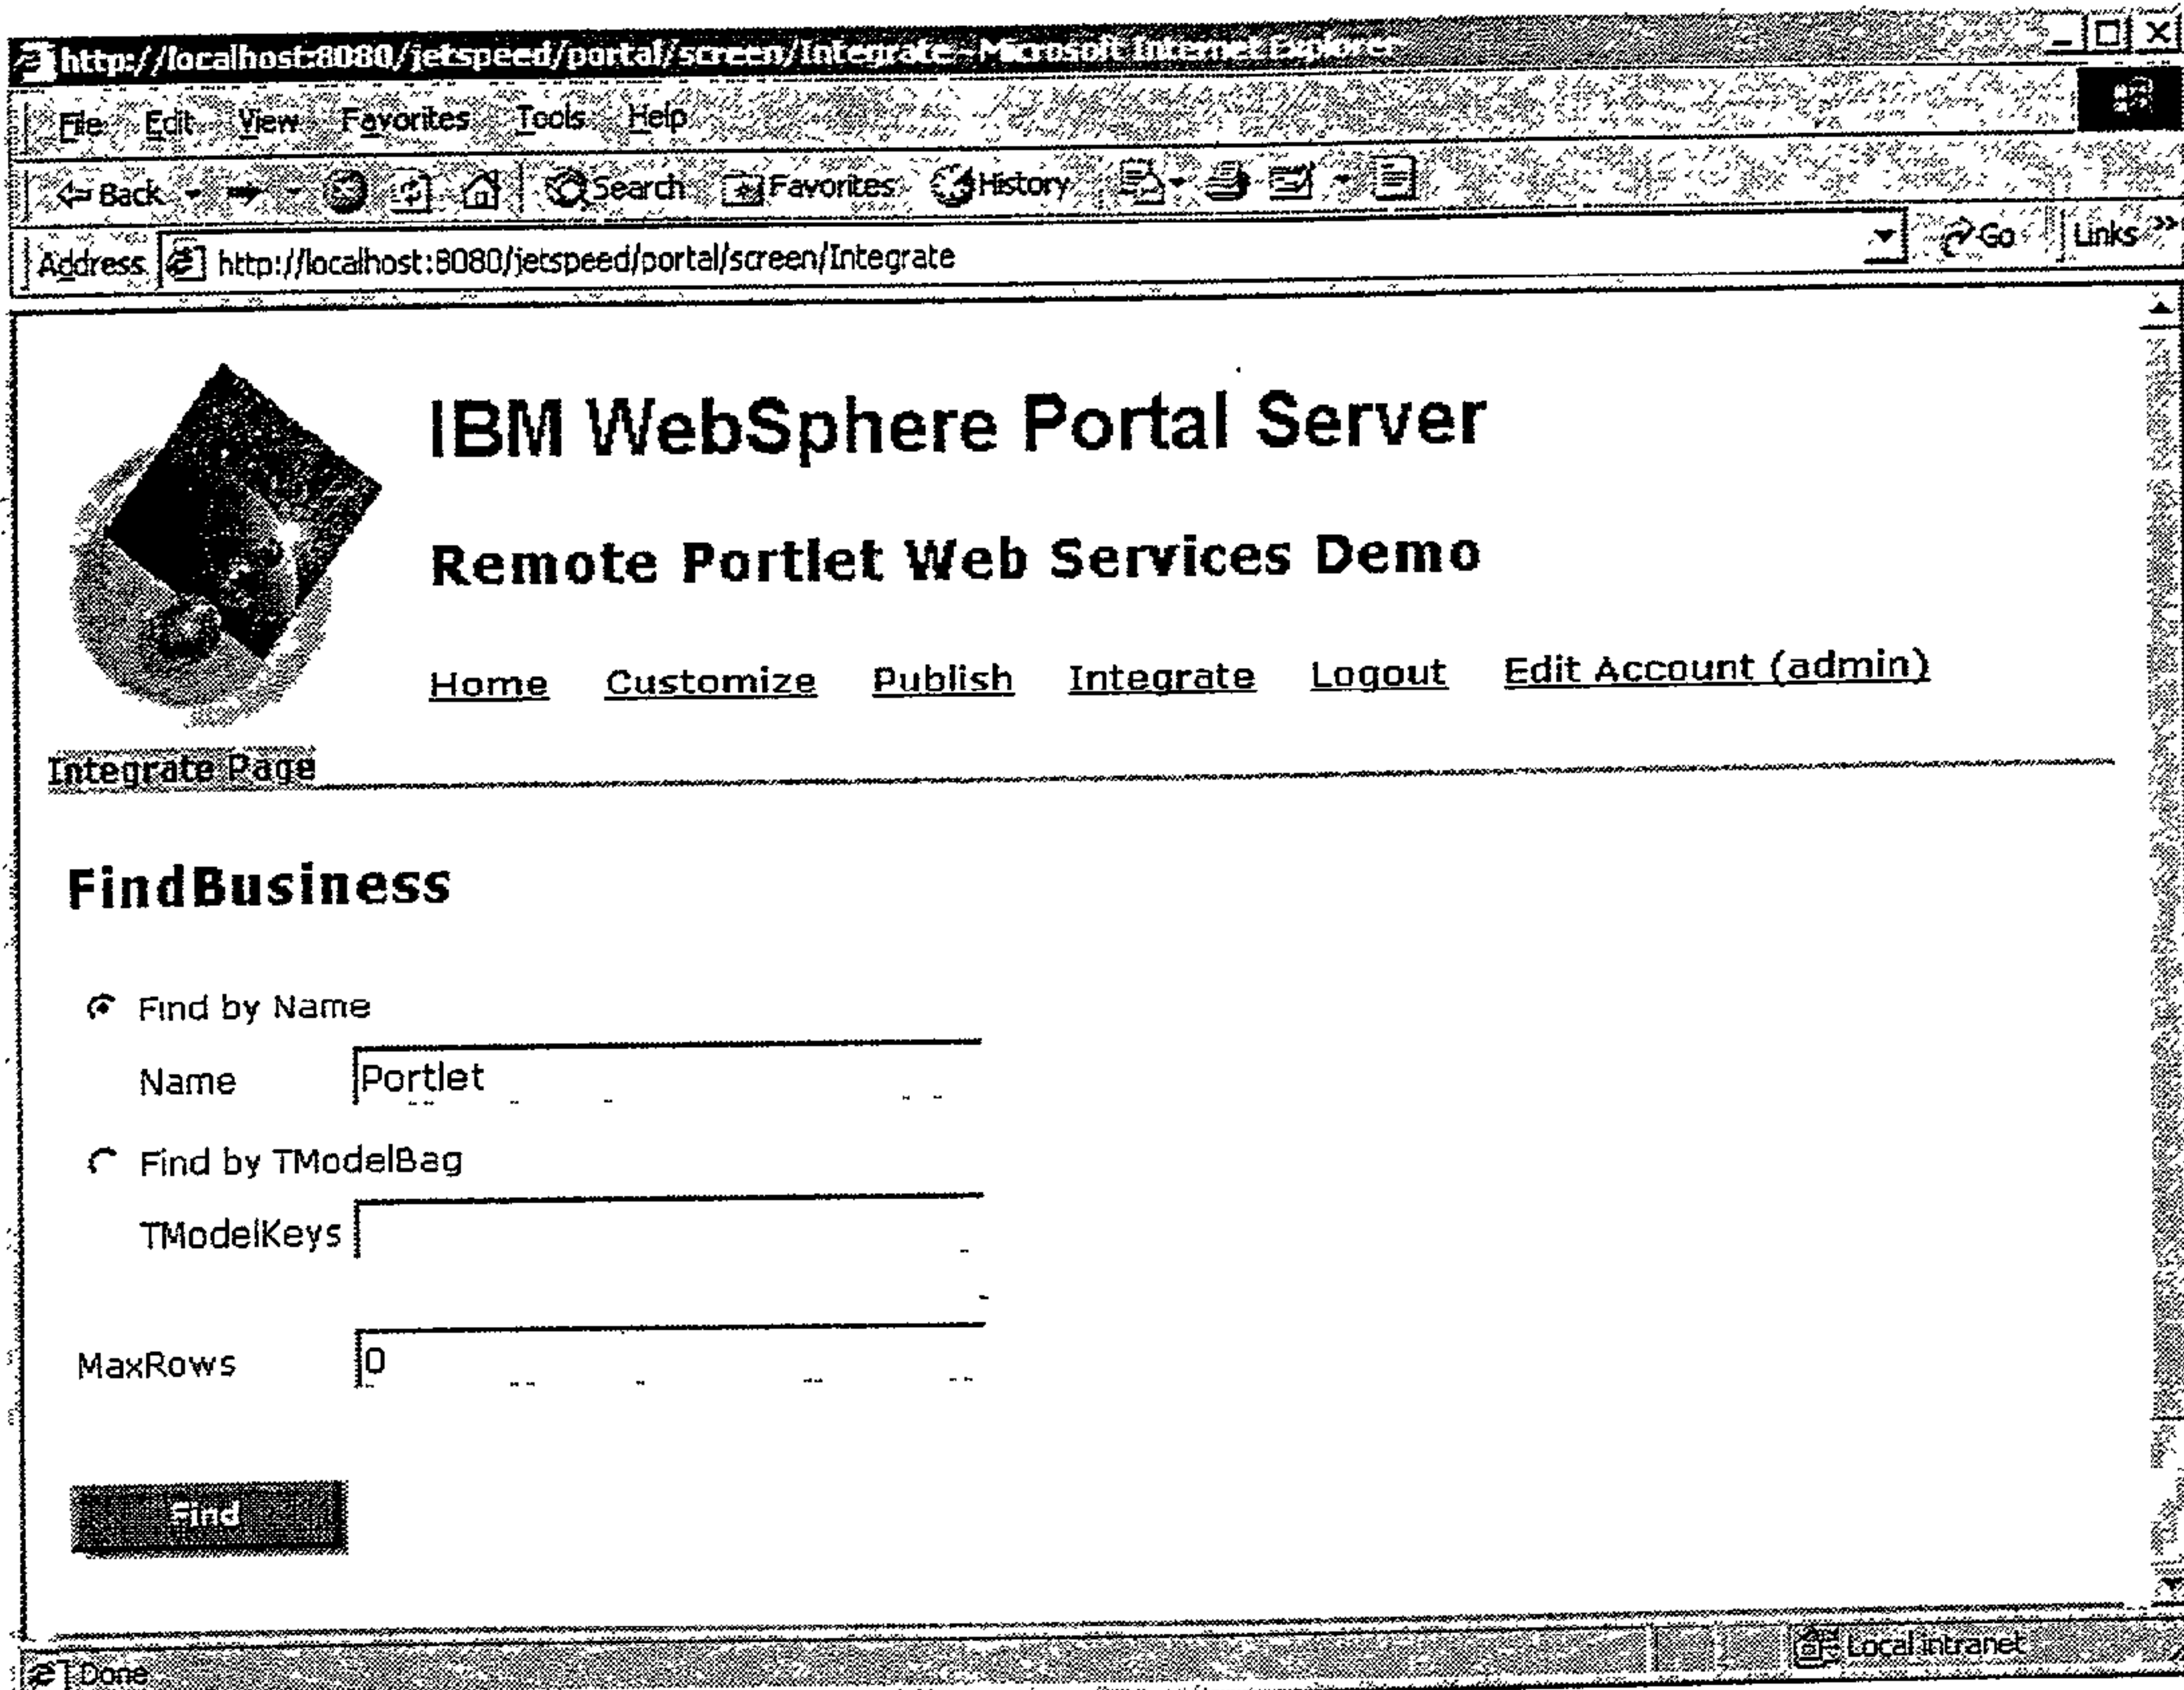 http://localhost:8080/jetspeed/portal/screen/Integrate - Microsoft Internet Explorer
File Edit View Favorites Tools Help
Back Search Favorites History
Address http://localhost:8080/jetspeed/portal/screen/Integrate Go Links »
IBM WebSphere Portal Server
Remote Portlet Web Services Demo
Home Customize Publish Integrate Logout Edit Account (admin)
Integrate Page
FindBusiness
Find by Name
Name Portlet
Find by TModelBag
TModelKeys
MaxRows 0
Find
Done Local intranet